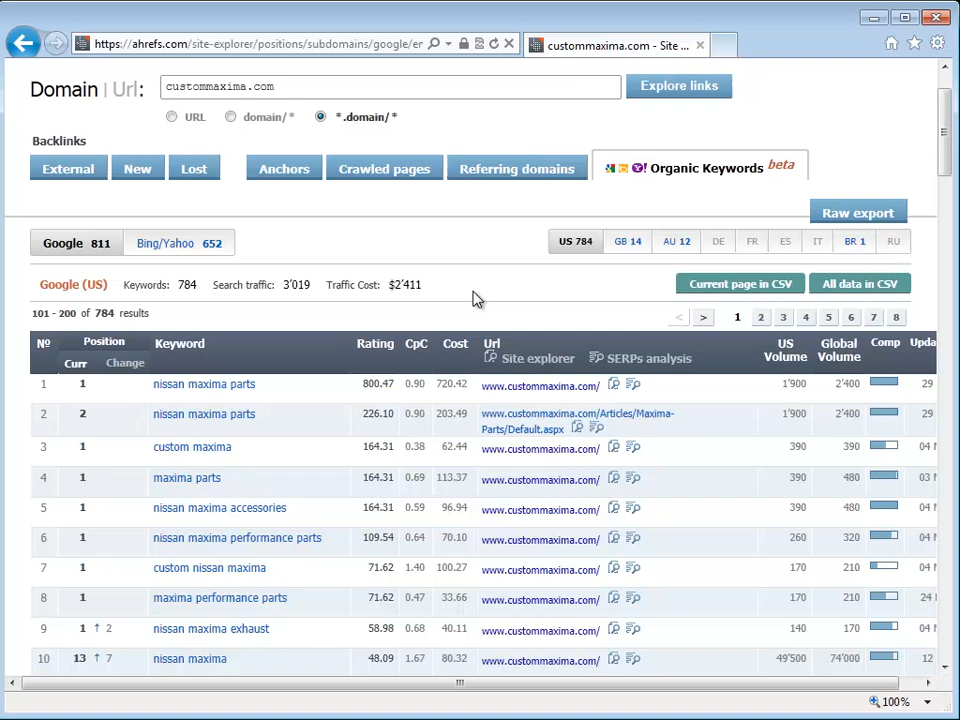 https://ahrefs.com/site-explorer/positions/subdomains/google/er
custommaxima.com - Site ...
Domain | Url:
custommaxima.com
Explore links
URL
domain/*
*.domain/*
Backlinks
External
New
Lost
Anchors
Crawled pages
Referring domains
Organic Keywords beta
Raw export
Google 811
Bing/Yahoo 652
US 784
GB 14
AU 12
DE
FR
ES
IT
BR 1
RU
Google (US) Keywords: 784 Search traffic: 3'019 Traffic Cost: $2'411
Current page in CSV
All data in CSV
101 - 200 of 784 results
< > 1 2 3 4 5 6 7 8
Nº Position Curr Change Keyword Rating CpC Cost Url Site explorer SERPs analysis US Volume Global Volume Comp Upda
1 1 nissan maxima parts 800.47 0.90 720.42 www.custommaxima.com/ 1'900 2'400 29
2 2 nissan maxima parts 226.10 0.90 203.49 www.custommaxima.com/Articles/Maxima- 1'900 2'400 29
Parts/Default.aspx
3 1 custom maxima 164.31 0.38 62.44 www.custommaxima.com/ 390 390 04
4 1 maxima parts 164.31 0.69 113.37 www.custommaxima.com/ 390 480 03
5 1 maxima accessories 164.31 0.59 96.94 www.custommaxima.com/ 390 480 04
6 1 nissan maxima performance parts 109.54 0.64 70.10 www.custommaxima.com/ 260 320 04
7 1 custom nissan maxima 71.62 1.40 100.27 www.custommaxima.com/ 170 210 04
8 1 maxima performance parts 71.62 0.47 33.66 www.custommaxima.com/ 170 210 24
9 1 ↑ 2 nissan maxima exhaust 58.98 0.68 40.11 www.custommaxima.com/ 140 170 04
10 13 ↑ 7 nissan maxima 48.09 1.67 80.32 www.custommaxima.com/ 49'500 74'000 12
100%